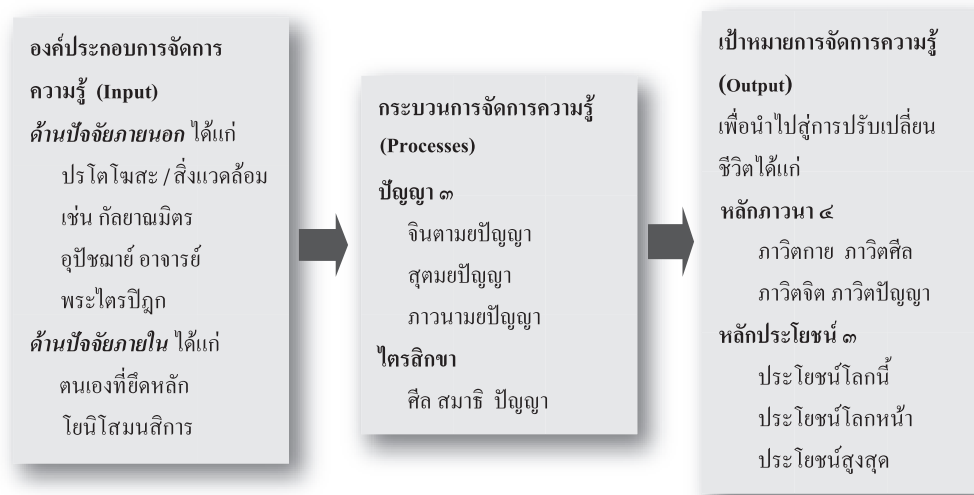 องค์ประกอบการจัดการ
ความรู้ (Input)
ด้านปัจจัยภายนอก ได้แก่
ปรโตโฆสะ / สิ่งแวดล้อม
เช่น กัลยาณมิตร
อุปัชฌาย์ อาจารย์
พระไตรปิฎก
ด้านปัจจัยภายใน ได้แก่
ตนเองที่ยึดหลัก
โยนิโสมนสิการ
กระบวนการจัดการความรู้
(Processes)
ปัญญา ๓
จินตามยปัญญา
สุตมยปัญญา
ภาวนามยปัญญา
ไตรสิกขา
ศีล สมาธิ ปัญญา
เป้าหมายการจัดการความรู้
(Output)
เพื่อนำไปสู่การปรับเปลี่ยน
ชีวิตได้แก่
หลักภาวนา ๔
ภาวิตกาย ภาวิตศีล
ภาวิตจิต ภาวิตปัญญา
หลักประโยชน์ ๓
ประโยชน์โลกนี้
ประโยชน์โลกหน้า
ประโยชน์สูงสุด